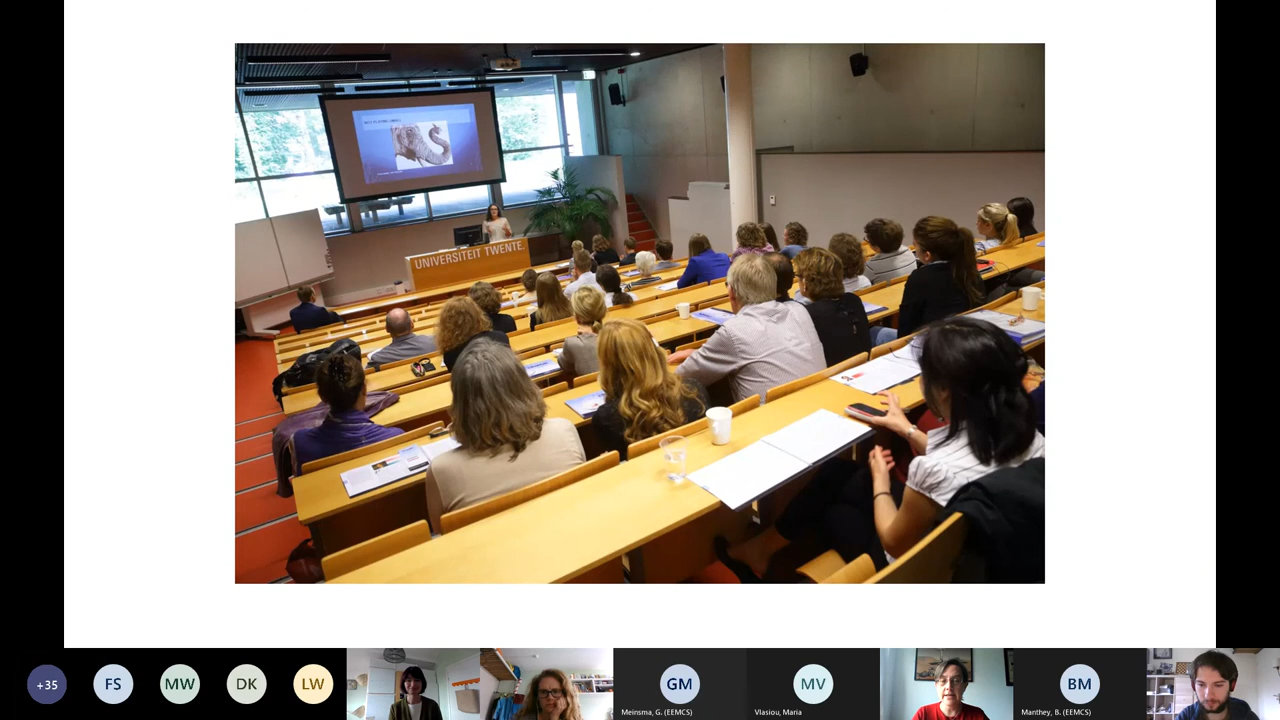 UNIVERSITEIT TWENTE.
+35
FS
MW
DK
LW
GM
Meinsma, G. (EEMCS)
MV
Vlasiou, Maria
BM
Manthey, B. (EEMCS)